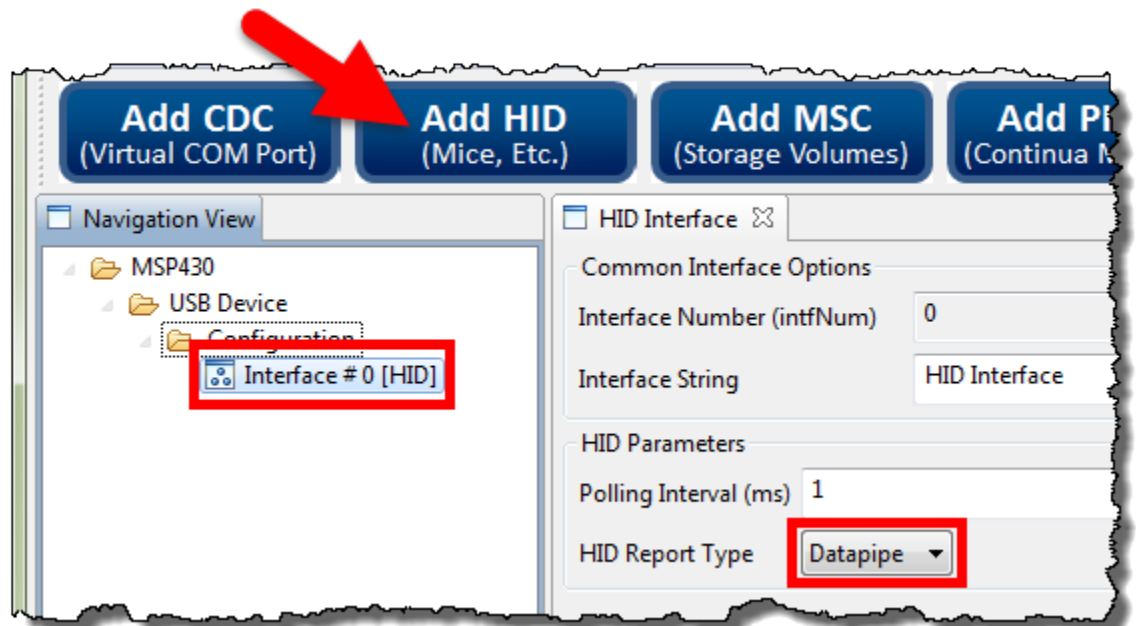 Add CDC
(Virtual COM Port)
Add HID
(Mice, Etc.)
Add MSC
(Storage Volumes)
Add
(Continua
Navigation View
MSP430
USB Device
Configuration
Interface # 0 [HID]
HID Interface
Common Interface Options
Interface Number (intfNum) 0
Interface String HID Interface
HID Parameters
Polling Interval (ms) 1
HID Report Type Datapipe